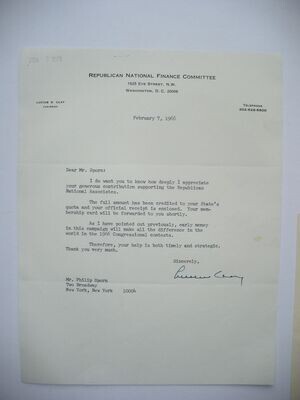 REPUBLICAN NATIONAL FINANCE COMMITTEE
1625 EYE STREET, N.W.
WASHINGTON, D. C. 20006
LUCIUS D. CLAY
CHAIRMAN
TELEPHONE
February 7, 1966
Dear Mr. Sporn:
I do want you to know how deeply I appreciate
your generous contribution supporting the Republican
National Associates.
The full amount has been credited to your State's
quota and your official receipt is enclosed. Your mem-
bership card will be forwarded to you shortly.
As I have pointed out previously, early money
in this campaign will make all the difference in the
world in the 1966 Congressional contests.
Therefore, your help is both timely and strategic.
Thank you very much.
Sincerely,
Lucius Clay
Mr. Philip Sporn
Two Broadway
New York, New York 10004